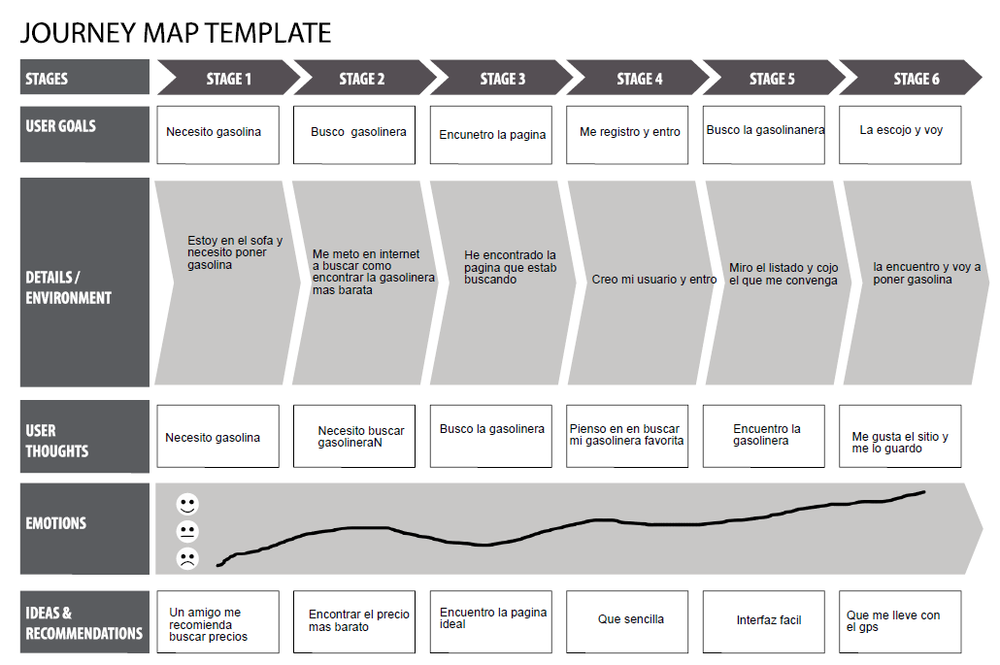 JOURNEY MAP TEMPLATE
STAGES
STAGE 1
STAGE 2
STAGE 3
STAGE 4
STAGE 5
STAGE 6
USER GOALS
Necesito gasolina
Busco gasolinera
Encunetro la pagina
Me registro y entro
Busco la gasolinanera
La escojo y voy
DETAILS /
ENVIRONMENT
Estoy en el sofa y
necesito poner
gasolina
Me meto en internet
a buscar como
encontrar la gasolinera
mas barata
He encontrado la
pagina que estab
buscando
Creo mi usuario y entro
Miro el listado y cojo
el que me convenga
la encuentro y voy a
poner gasolina
USER
THOUGHTS
Necesito gasolina
Necesito buscar
gasolineraN
Busco la gasolinera
Pienso en en buscar
mi gasolinera favorita
Encuentro la
gasolinera
Me gusta el sitio y
me lo guardo
EMOTIONS
IDEAS &
RECOMMENDATIONS
Un amigo me
recomienda
buscar precios
Encontrar el precio
mas barato
Encuentro la pagina
ideal
Que sencilla
Interfaz facil
Que me lleve con
el gps